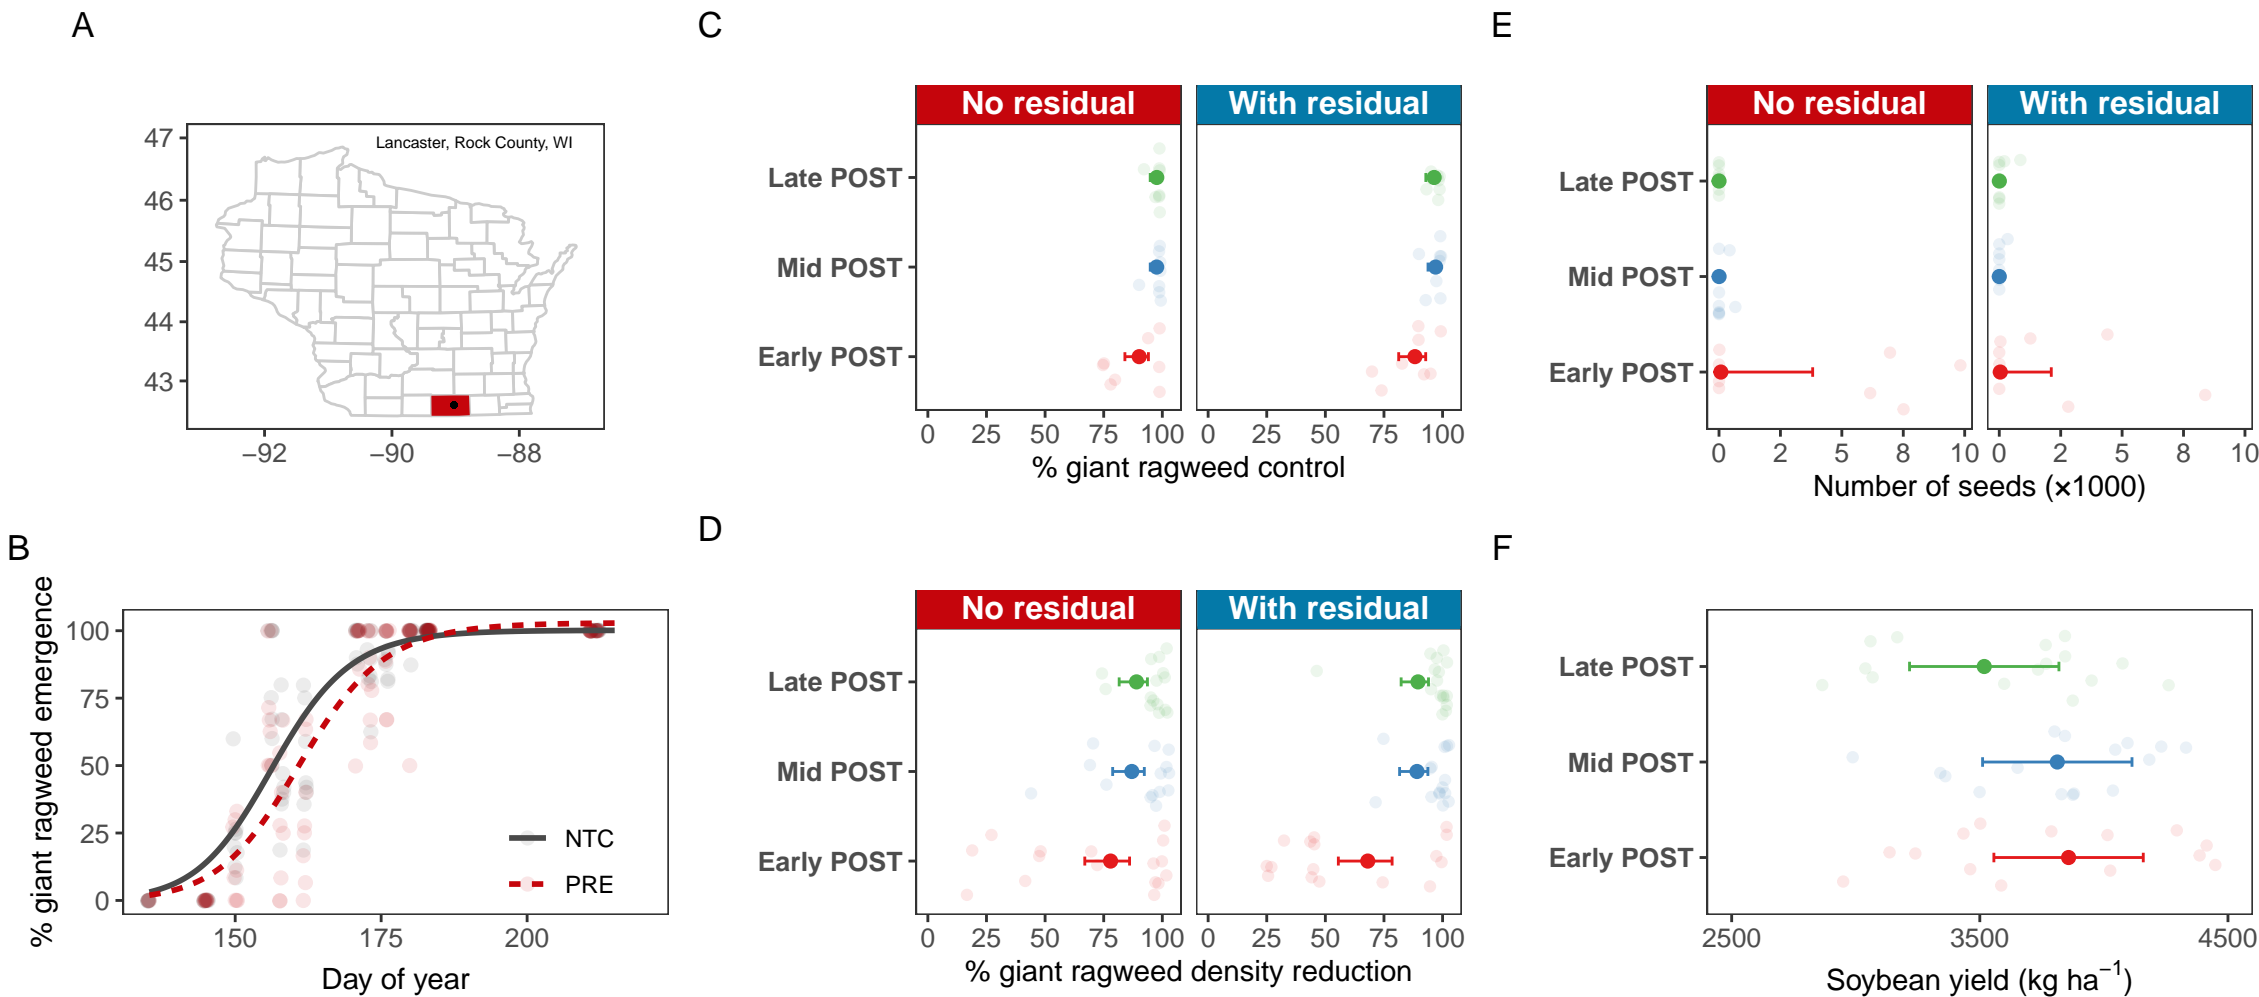 A
Lancaster, Rock County, WI
47
46
45
44
43
−92
−90
−88
B
% giant ragweed emergence
100
75
50
25
0
NTC
PRE
150
175
200
Day of year
C
No residual
With residual
Late POST
Mid POST
Early POST
0
25
50
75
100
0
25
50
75
100
% giant ragweed control
D
No residual
With residual
Late POST
Mid POST
Early POST
0
25
50
75
100
0
25
50
75
100
% giant ragweed density reduction
E
No residual
With residual
Late POST
Mid POST
Early POST
0
2
5
8
10
0
2
5
8
10
Number of seeds (×1000)
F
Late POST
Mid POST
Early POST
2500
3500
4500
Soybean yield (kg ha⁻¹)